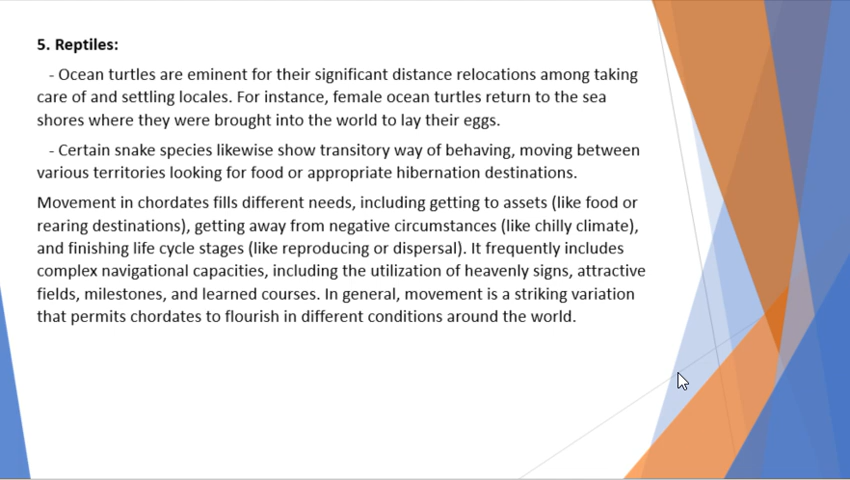 5. Reptiles:
- Ocean turtles are eminent for their significant distance relocations among taking
care of and settling locales. For instance, female ocean turtles return to the sea
shores where they were brought into the world to lay their eggs.
- Certain snake species likewise show transitory way of behaving, moving between
various territories looking for food or appropriate hibernation destinations.
Movement in chordates fills different needs, including getting to assets (like food or
rearing destinations), getting away from negative circumstances (like chilly climate),
and finishing life cycle stages (like reproducing or dispersal). It frequently includes
complex navigational capacities, including the utilization of heavenly signs, attractive
fields, milestones, and learned courses. In general, movement is a striking variation
that permits chordates to flourish in different conditions around the world.